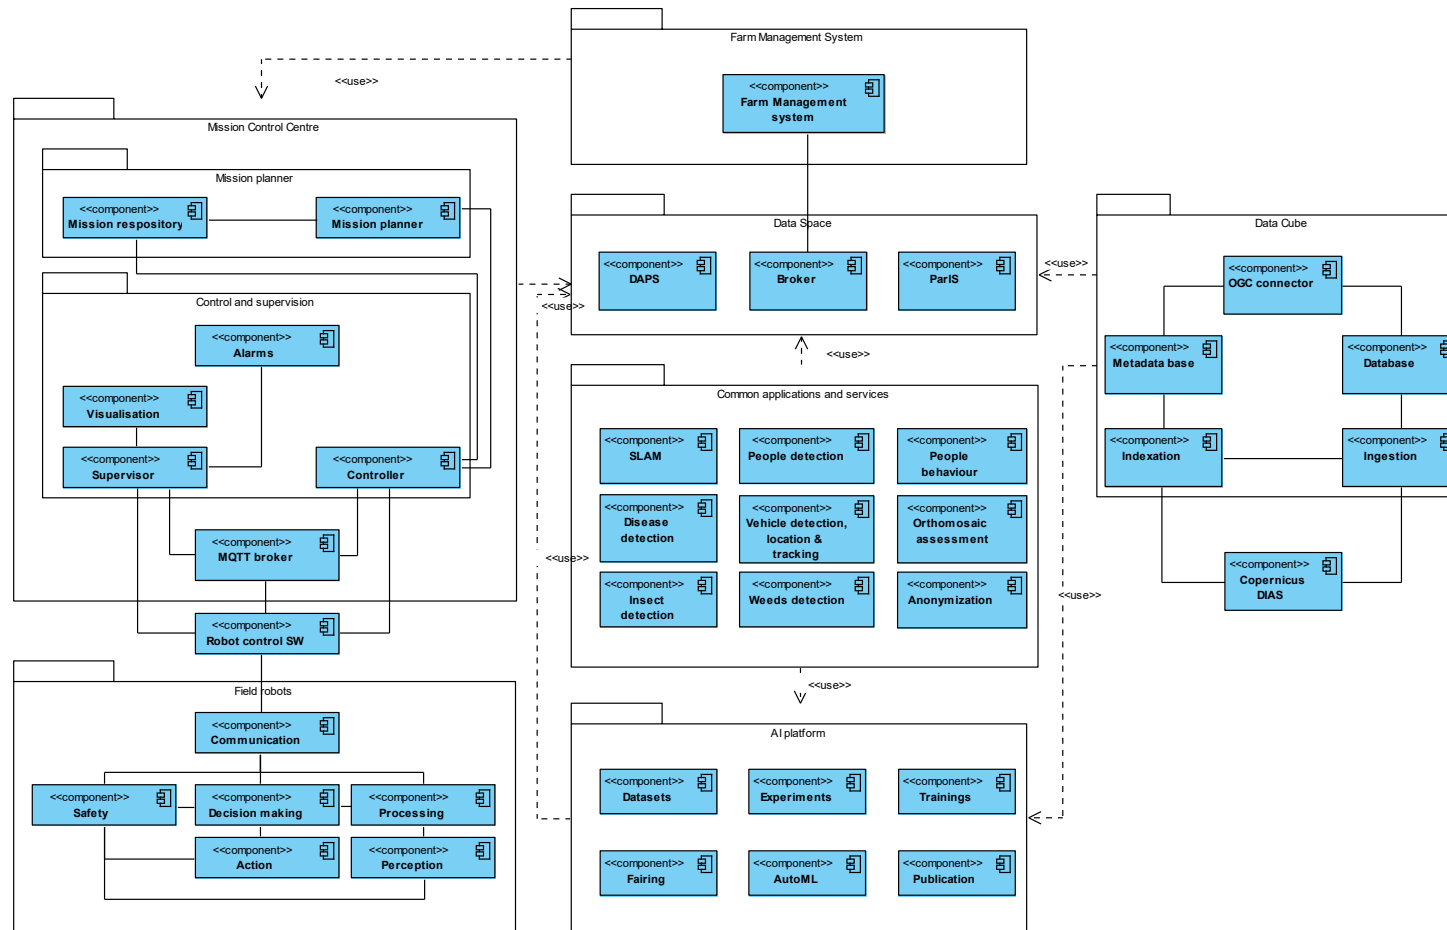 Farm Management System
<<use>>
<<component>>
Farm Management
system
Mission Control Centre
Mission planner
<<component>>
Mission respository
<<component>>
Mission planner
Control and supervision
<<component>>
Alarms
<<component>>
Visualisation
<<component>>
Supervisor
<<component>>
Controller
<<component>>
MQTT broker
<<component>>
Robot control SW
Field robots
<<component>>
Communication
<<component>>
Safety
<<component>>
Decision making
<<component>>
Processing
<<component>>
Action
<<component>>
Perception
Data Space
<<component>>
DAPS
<<component>>
Broker
<<component>>
ParIS
<<use>>
<<use>>
<<use>>
<<use>>
Common applications and services
<<component>>
SLAM
<<component>>
People detection
<<component>>
People
behaviour
<<component>>
Disease
detection
<<component>>
Vehicle detection,
location &
tracking
<<component>>
Orthomosaic
assessment
<<component>>
Insect
detection
<<component>>
Weeds detection
<<component>>
Anonymization
<<use>>
<<use>>
AI platform
<<component>>
Datasets
<<component>>
Experiments
<<component>>
Trainings
<<component>>
Fairing
<<component>>
AutoML
<<component>>
Publication
Data Cube
<<component>>
OGC connector
<<component>>
Metadata base
<<component>>
Database
<<component>>
Indexation
<<component>>
Ingestion
<<component>>
Copernicus
DIAS